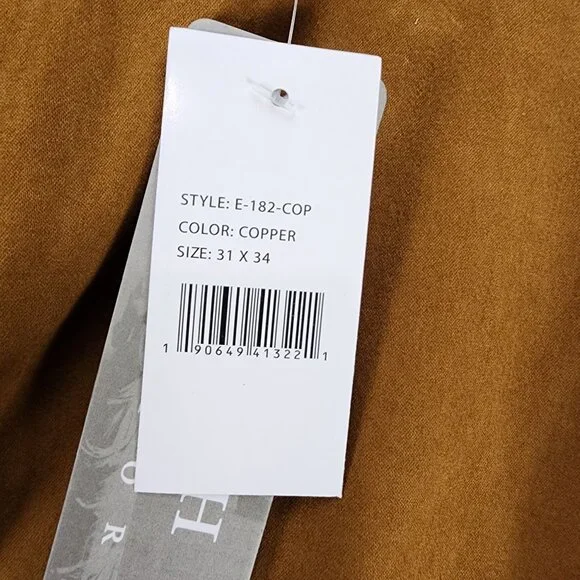 STYLE: E-182-COP
COLOR: COPPER
SIZE: 31 X 34
1 90649 41322 1
H
O R